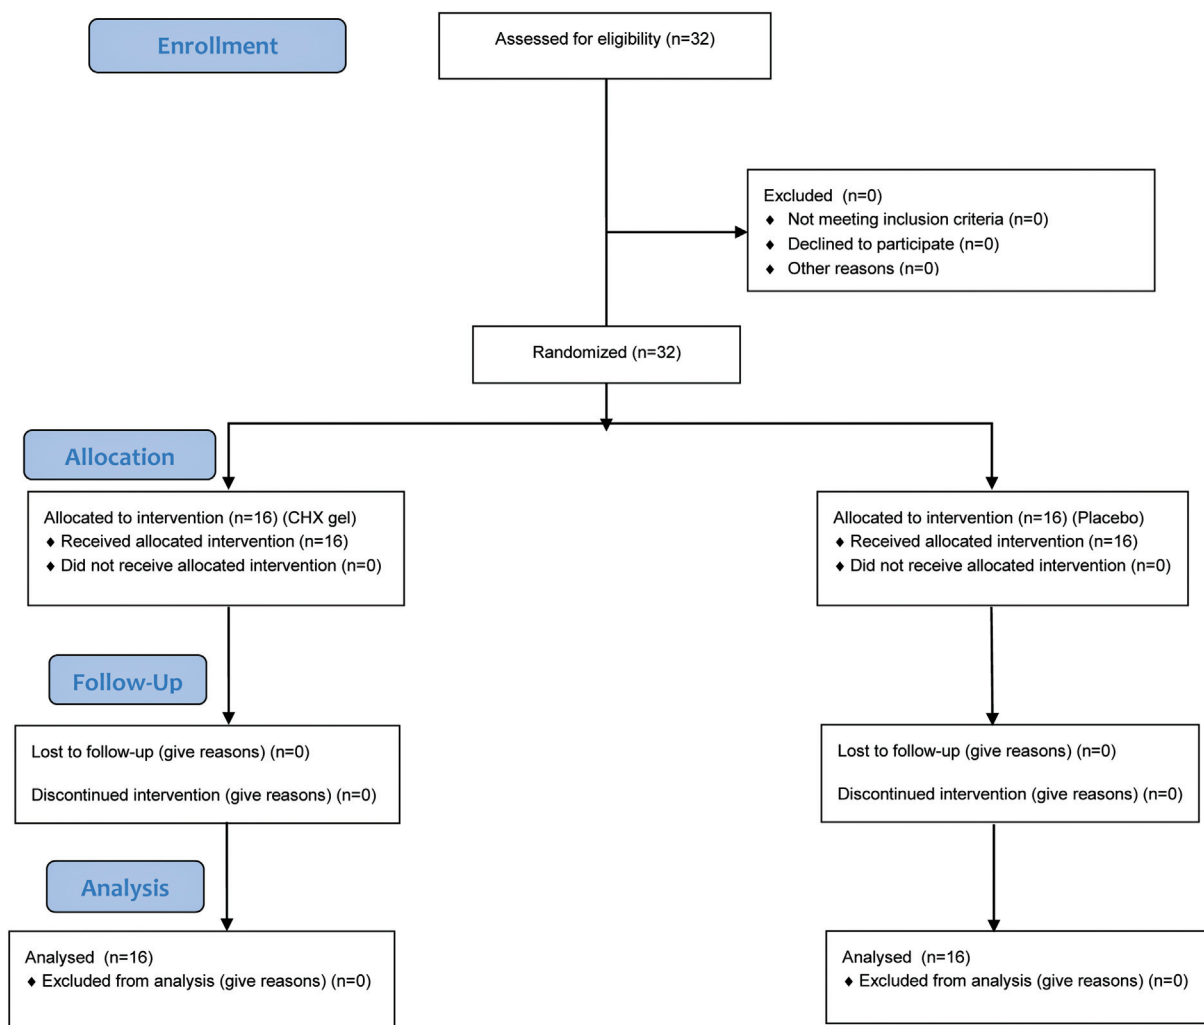 Enrollment
Assessed for eligibility (n=32)
Excluded (n=0)
♦ Not meeting inclusion criteria (n=0)
♦ Declined to participate (n=0)
♦ Other reasons (n=0)
Randomized (n=32)
Allocation
Allocated to intervention (n=16) (CHX gel)
♦ Received allocated intervention (n=16)
♦ Did not receive allocated intervention (n=0)
Allocated to intervention (n=16) (Placebo)
♦ Received allocated intervention (n=16)
♦ Did not receive allocated intervention (n=0)
Follow-Up
Lost to follow-up (give reasons) (n=0)
Discontinued intervention (give reasons) (n=0)
Lost to follow-up (give reasons) (n=0)
Discontinued intervention (give reasons) (n=0)
Analysis
Analysed (n=16)
♦ Excluded from analysis (give reasons) (n=0)
Analysed (n=16)
♦ Excluded from analysis (give reasons) (n=0)